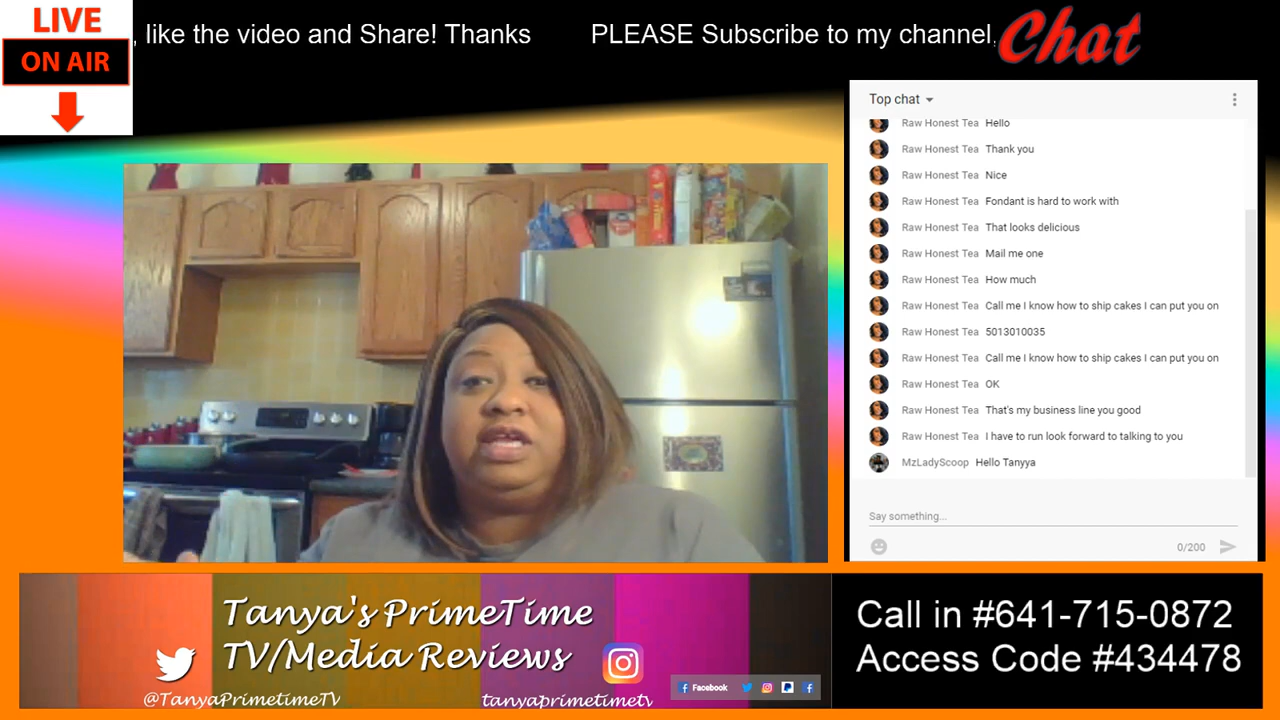 LIVE
ON AIR
, like the video and Share! Thanks PLEASE Subscribe to my channel,
Chat
Top chat
Raw Honest Tea Hello
Raw Honest Tea Thank you
Raw Honest Tea Nice
Raw Honest Tea Fondant is hard to work with
Raw Honest Tea That looks delicious
Raw Honest Tea Mail me one
Raw Honest Tea How much
Raw Honest Tea Call me I know how to ship cakes I can put you on
Raw Honest Tea 5013010035
Raw Honest Tea Call me I know how to ship cakes I can put you on
Raw Honest Tea OK
Raw Honest Tea That's my business line you good
Raw Honest Tea I have to run look forward to talking to you
MzLadyScoop Hello Tanyya
Say something...
0/200
Tanya's PrimeTime
TV/Media Reviews
@TanyaPrimetimeTV
tanyaprimetimetv
Facebook
Call in #641-715-0872
Access Code #434478